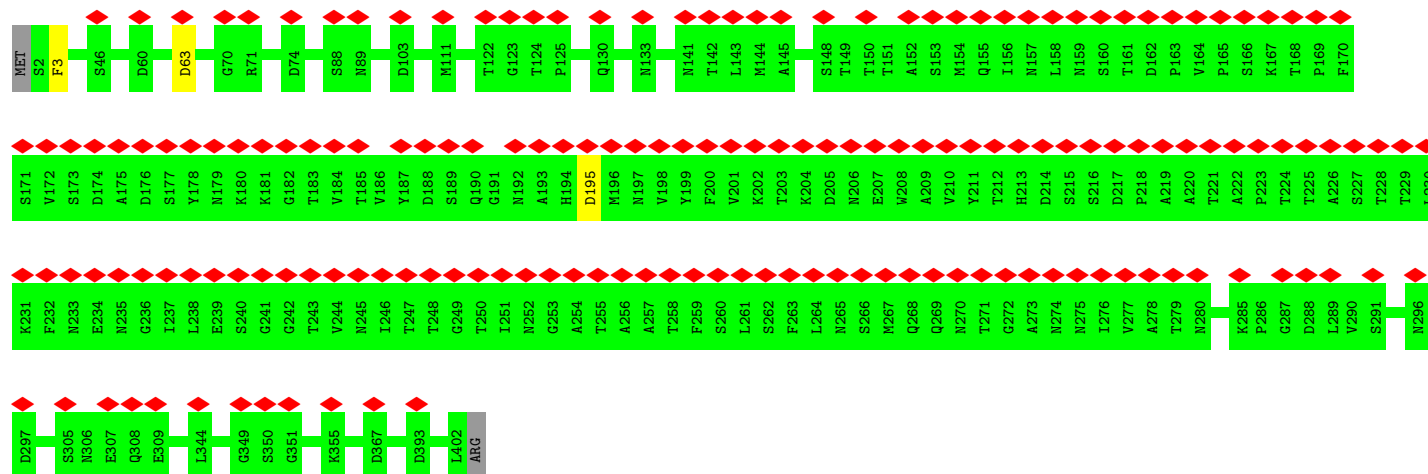 MET S2 F3 S46 D60 D63 G70 R71 D74 S88 N89 D103 M111 T122 G123 T124 P125 Q130 N133 N141 T142 L143 M144 A145 S148 T149 T150 T151 A152 S153 M154 Q155 I156 N157 L158 N159 S160 T161 D162 P163 V164 P165 S166 K167 T168 P169 F170
S171 V172 S173 D174 A175 D176 S177 Y178 N179 K180 K181 G182 T183 V184 T185 V186 Y187 D188 S189 Q190 G191 N192 A193 H194 D195 M196 N197 V198 Y199 F200 V201 K202 T203 K204 D205 N206 E207 W208 A209 V210 Y211 T212 H213 D214 S215 S216 D217 P218 A219 A220 T221 A222 P223 T224 T225 A226 S227 T228 T229
K231 F232 N233 E234 N235 G236 I237 L238 E239 S240 G241 G242 T243 V244 N245 I246 T247 T248 G249 T250 I251 N252 G253 A254 T255 A256 A257 T258 F259 S260 L261 S262 F263 L264 N265 S266 M267 Q268 Q269 N270 T271 G272 A273 N274 N275 I276 V277 A278 T279 N280 K285 P286 G287 D288 L289 V290 S291 N296
D297 S305 N306 E307 Q308 E309 L344 G349 S350 G351 K355 D367 D393 L402 ARG